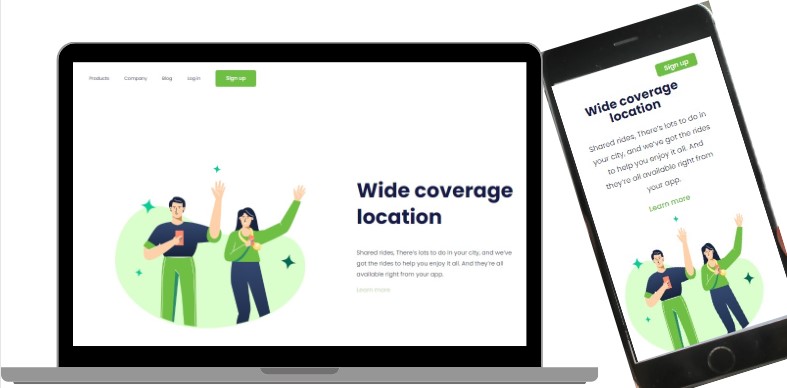 Products Company Blog Log in Sign up
Wide coverage
location
Shared rides, There's lots to do in your city, and we've
got the rides to help you enjoy it all. And they're all
available right from your app.
Learn more
Sign up
Wide coverage
location
Shared rides, There's lots to do in
your city, and we've got the rides
to help you enjoy it all. And
they're all available right from
your app.
Learn more